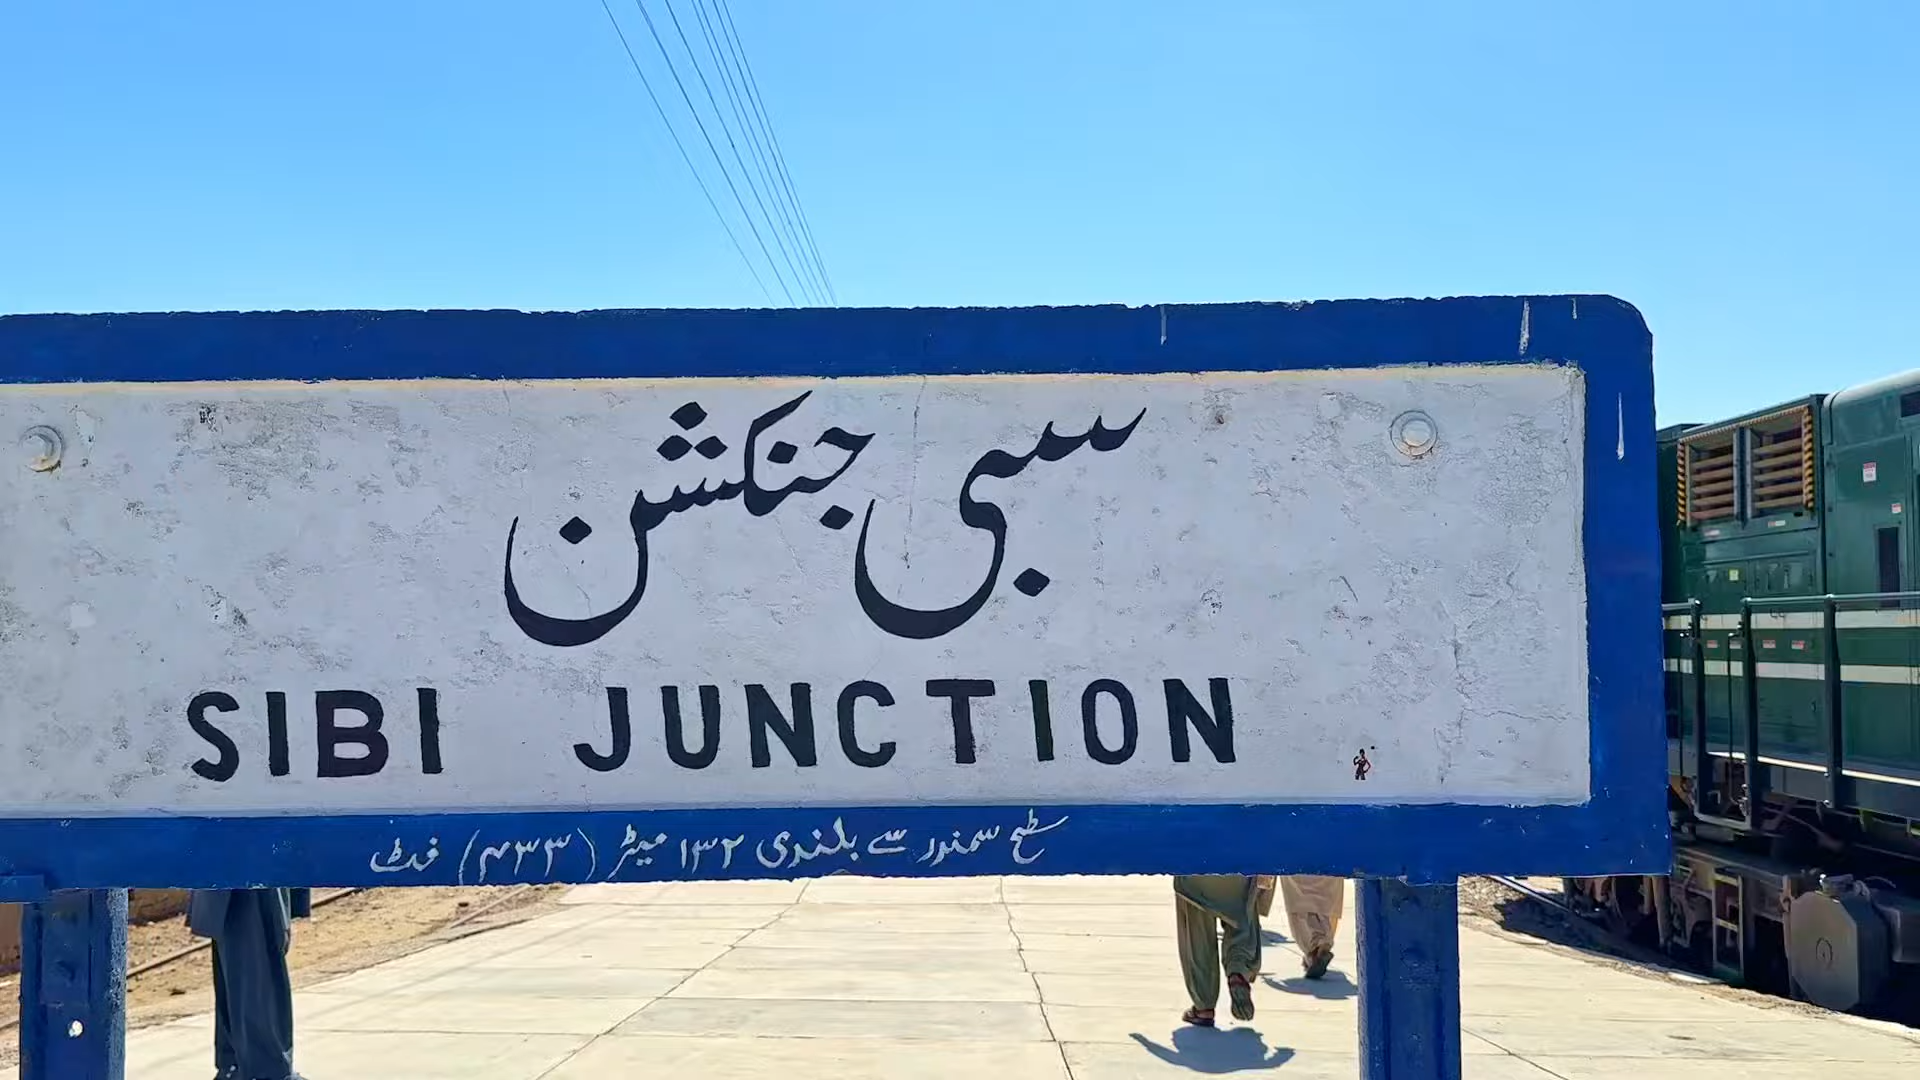 سبی جنکشن
SIBI JUNCTION
سطح سمندر سے بلندی ۱۳۲ میٹر (۴۳۳) فٹ